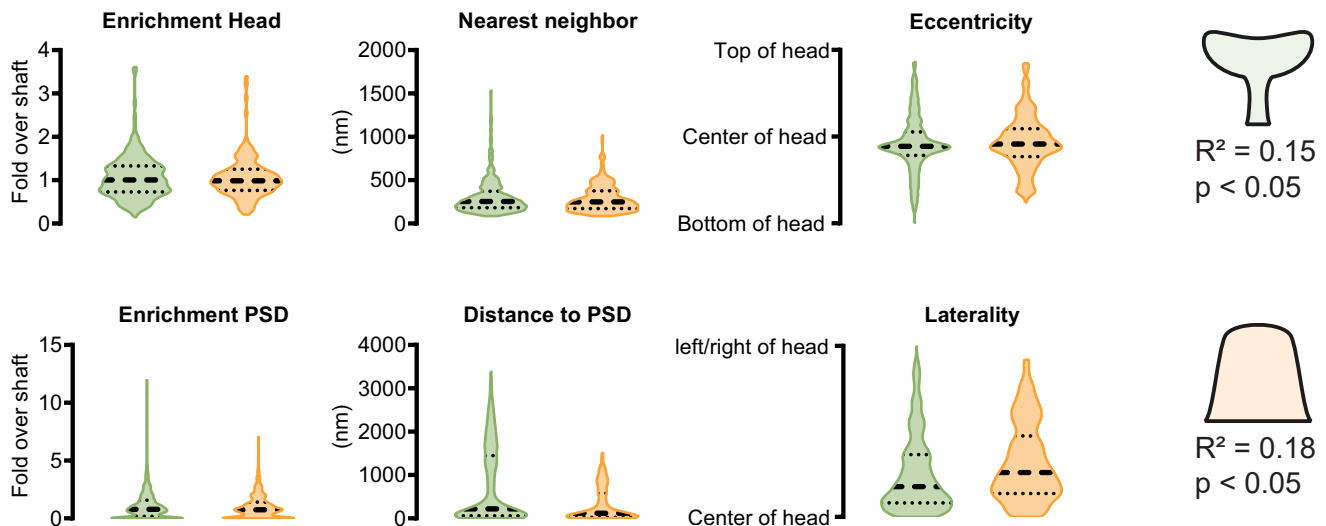 Enrichment Head
Fold over shaft
4
3
2
1
0
Nearest neighbor
(nm)
2000
1500
1000
500
0
Eccentricity
Top of head
Center of head
Bottom of head
R² = 0.15
p < 0.05
Enrichment PSD
Fold over shaft
15
10
5
0
Distance to PSD
(nm)
4000
3000
2000
1000
0
Laterality
left/right of head
Center of head
R² = 0.18
p < 0.05